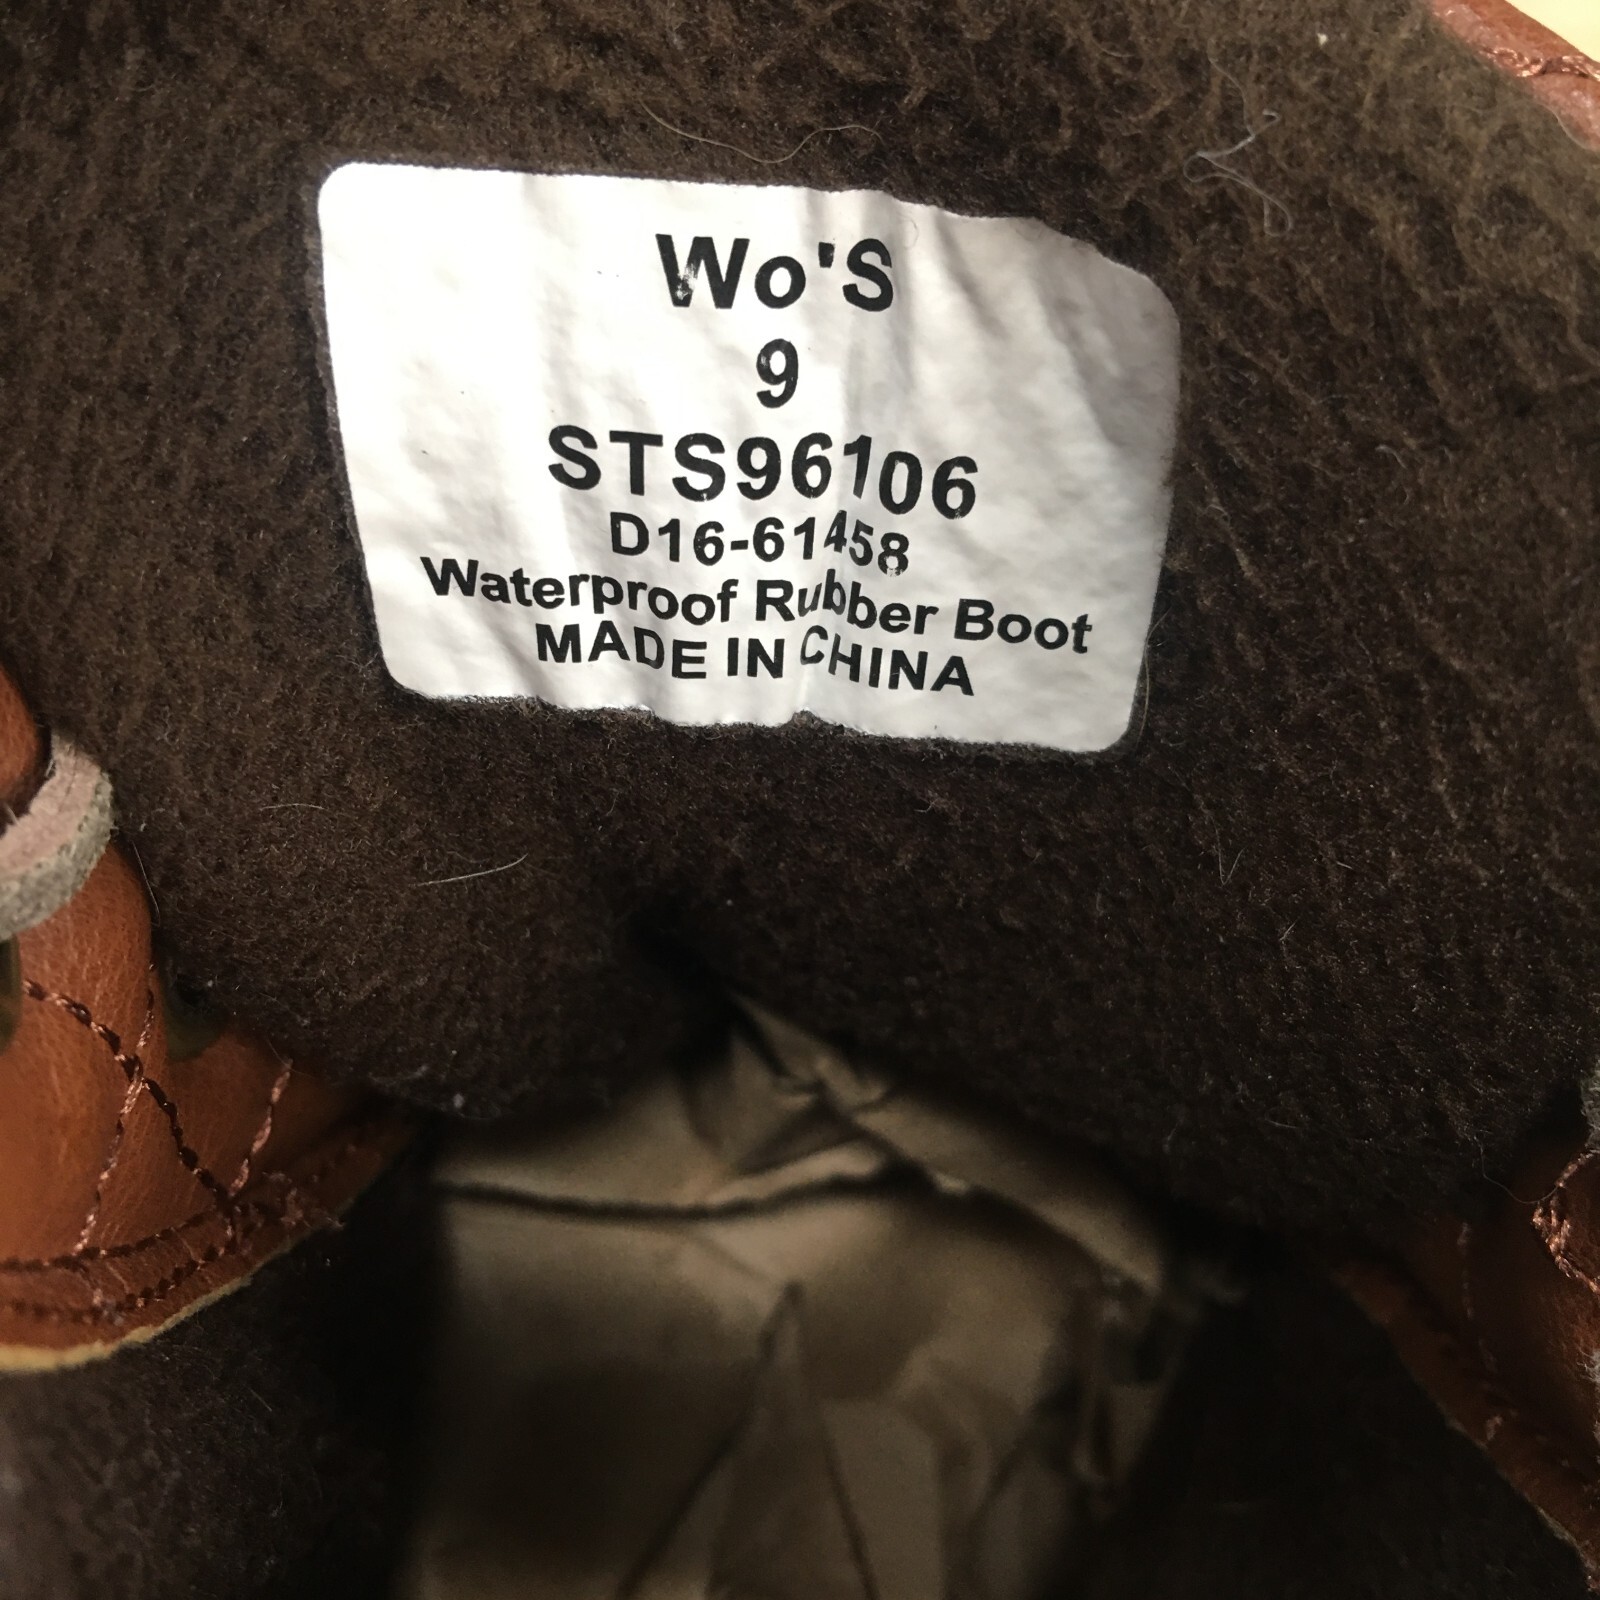 Wo'S
9
STS96106
D16-61458
Waterproof Rubber Boot
MADE IN CHINA